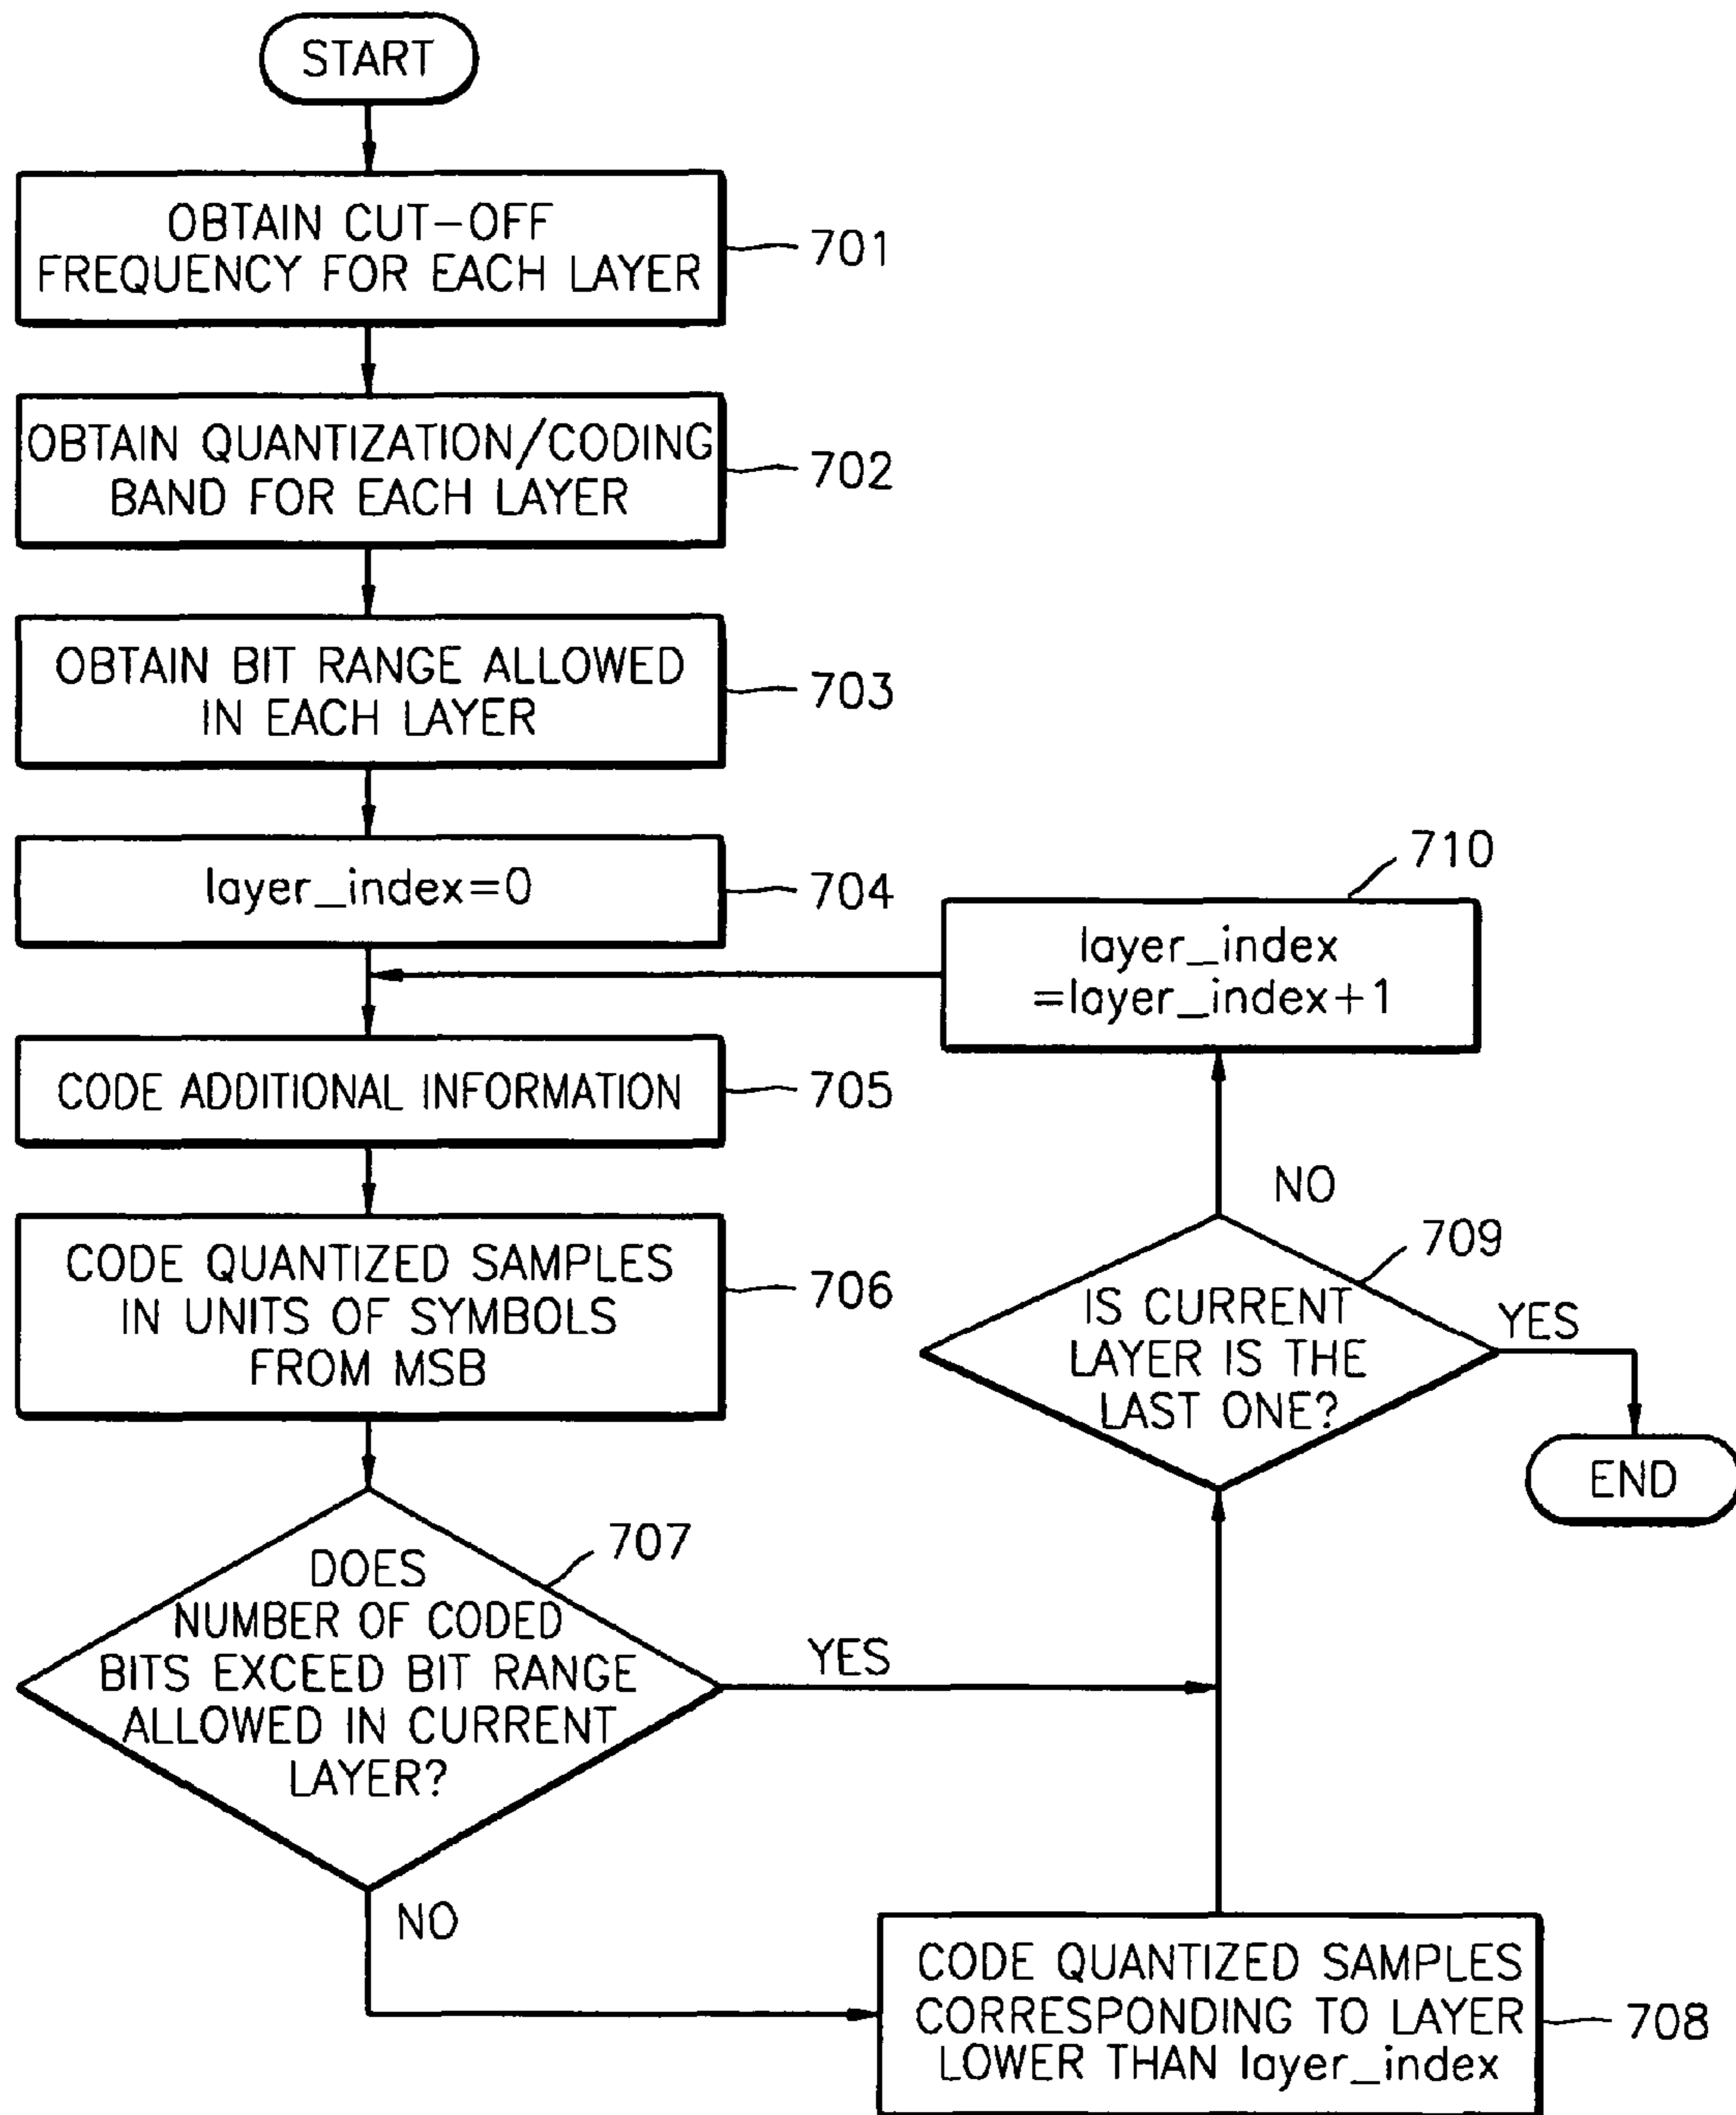 START
OBTAIN CUT-OFF
FREQUENCY FOR EACH LAYER
701
OBTAIN QUANTIZATION/CODING
BAND FOR EACH LAYER
702
OBTAIN BIT RANGE ALLOWED
IN EACH LAYER
703
layer_index=0
704
710
layer_index
=layer_index+1
CODE ADDITIONAL INFORMATION
705
CODE QUANTIZED SAMPLES
IN UNITS OF SYMBOLS
FROM MSB
706
NO
709
IS CURRENT
LAYER IS THE
LAST ONE?
YES
END
707
DOES
NUMBER OF CODED
BITS EXCEED BIT RANGE
ALLOWED IN CURRENT
LAYER?
YES
NO
CODE QUANTIZED SAMPLES
CORRESPONDING TO LAYER
LOWER THAN layer_index
708